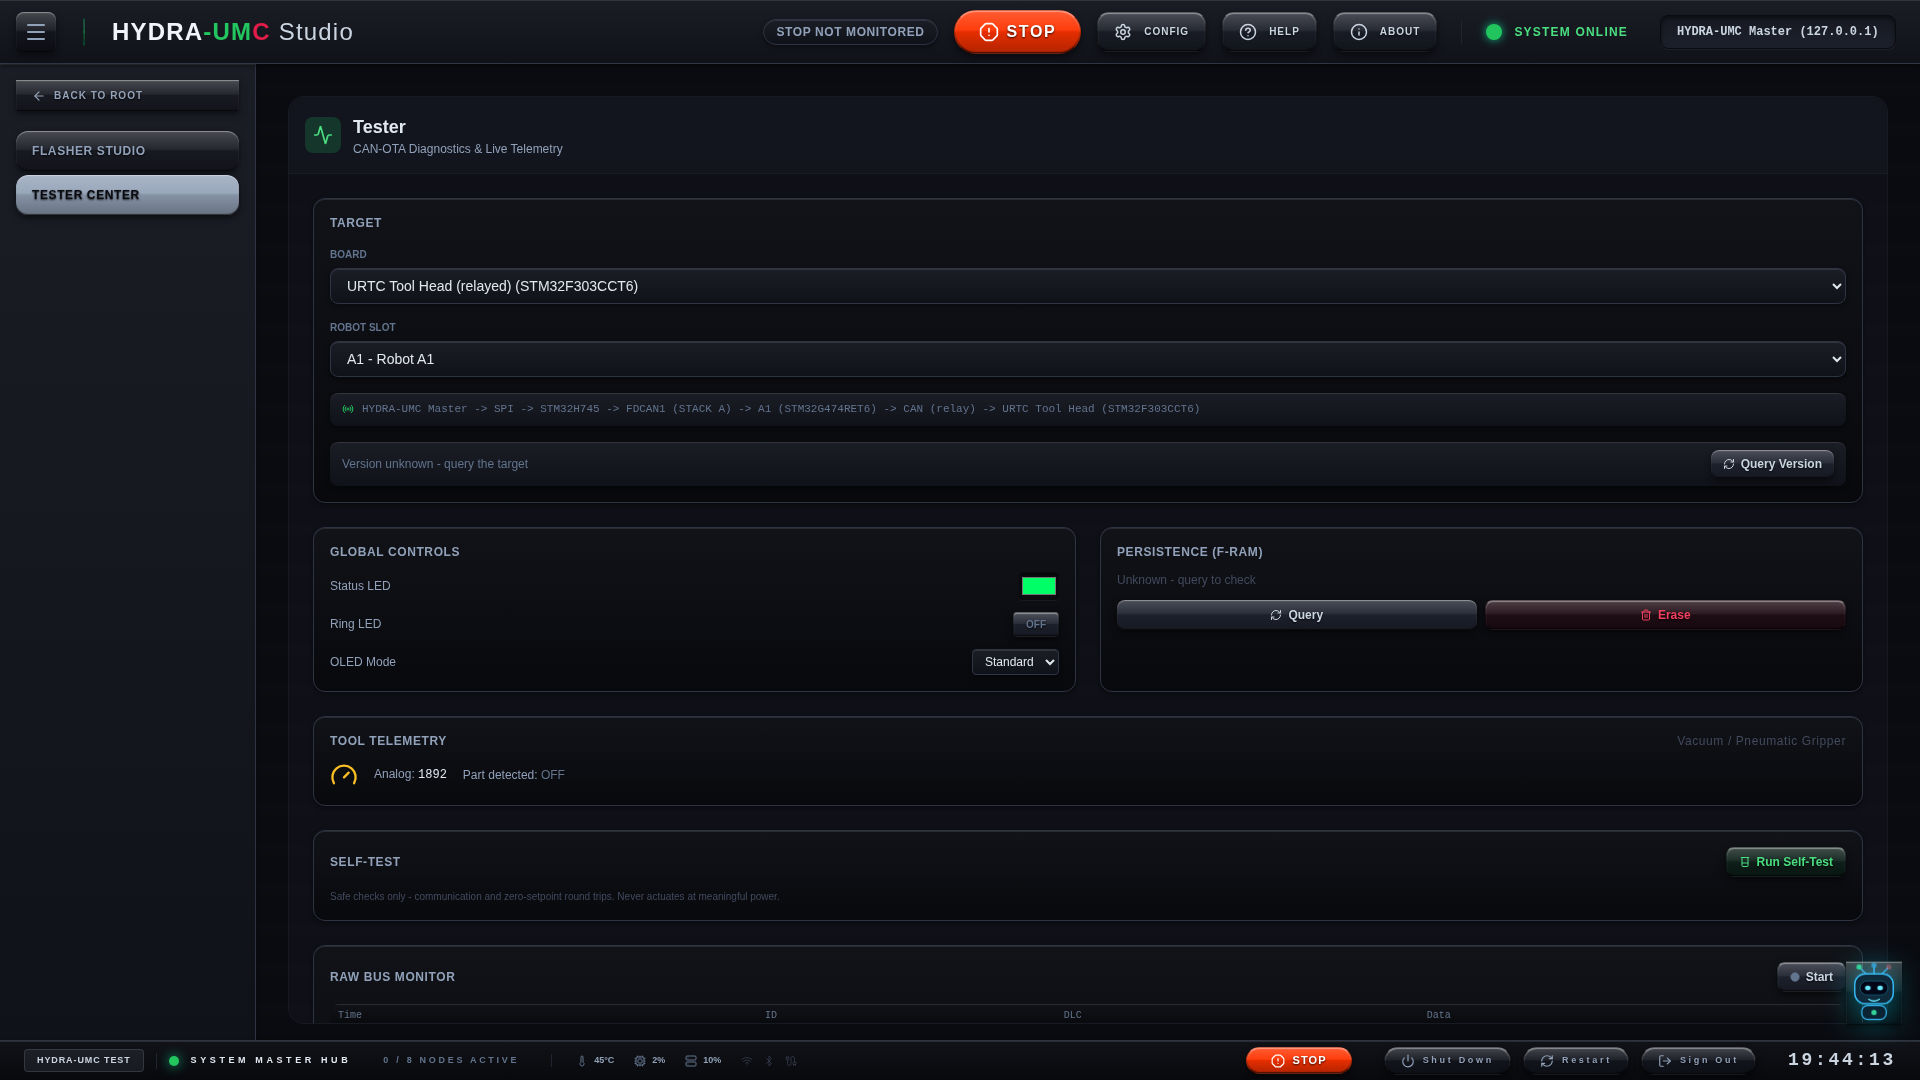 HYDRA-UMC Studio
STOP NOT MONITORED
STOP
CONFIG
HELP
ABOUT
SYSTEM ONLINE
HYDRA-UMC Master (127.0.0.1)
BACK TO ROOT
FLASHER STUDIO
TESTER CENTER
Tester
CAN-OTA Diagnostics & Live Telemetry
TARGET
BOARD
URTC Tool Head (relayed) (STM32F303CCT6)
ROBOT SLOT
A1 - Robot A1
HYDRA-UMC Master -> SPI -> STM32H745 -> FDCAN1 (STACK A) -> A1 (STM32G474RET6) -> CAN (relay) -> URTC Tool Head (STM32F303CCT6)
Version unknown - query the target
Query Version
GLOBAL CONTROLS
Status LED
Ring LED
OFF
OLED Mode
Standard
PERSISTENCE (F-RAM)
Unknown - query to check
Query
Erase
TOOL TELEMETRY
Vacuum / Pneumatic Gripper
Analog: 1892
Part detected: OFF
SELF-TEST
Run Self-Test
Safe checks only - communication and zero-setpoint round trips. Never actuates at meaningful power.
RAW BUS MONITOR
Start
Time ID DLC Data
HYDRA-UMC TEST
SYSTEM MASTER HUB
0 / 8 NODES ACTIVE
45°C
2%
10%
STOP
Shut Down
Restart
Sign Out
19:44:13